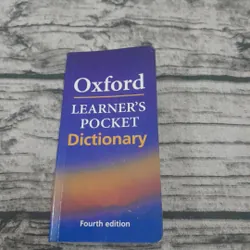 Oxford
LEARNER'S
POCKET
Dictionary
Fourth edition